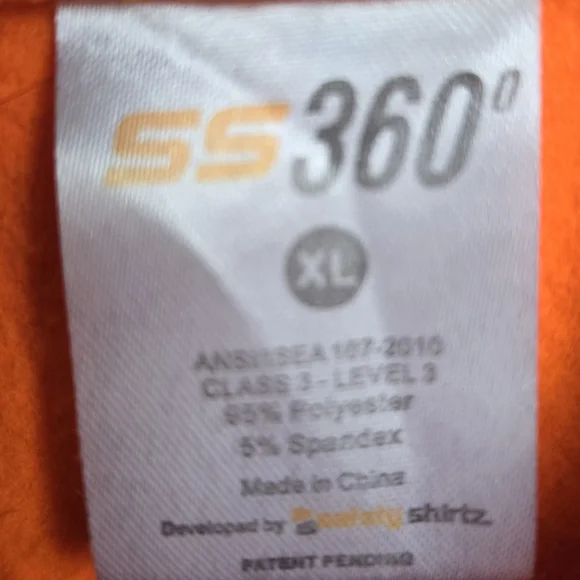 SS360°
XL
ANSI/ISEA 107-2010
CLASS 3 - LEVEL 3
95% Polyester
5% Spandex
Made in China
Developed by safety shirtz
PATENT PENDING